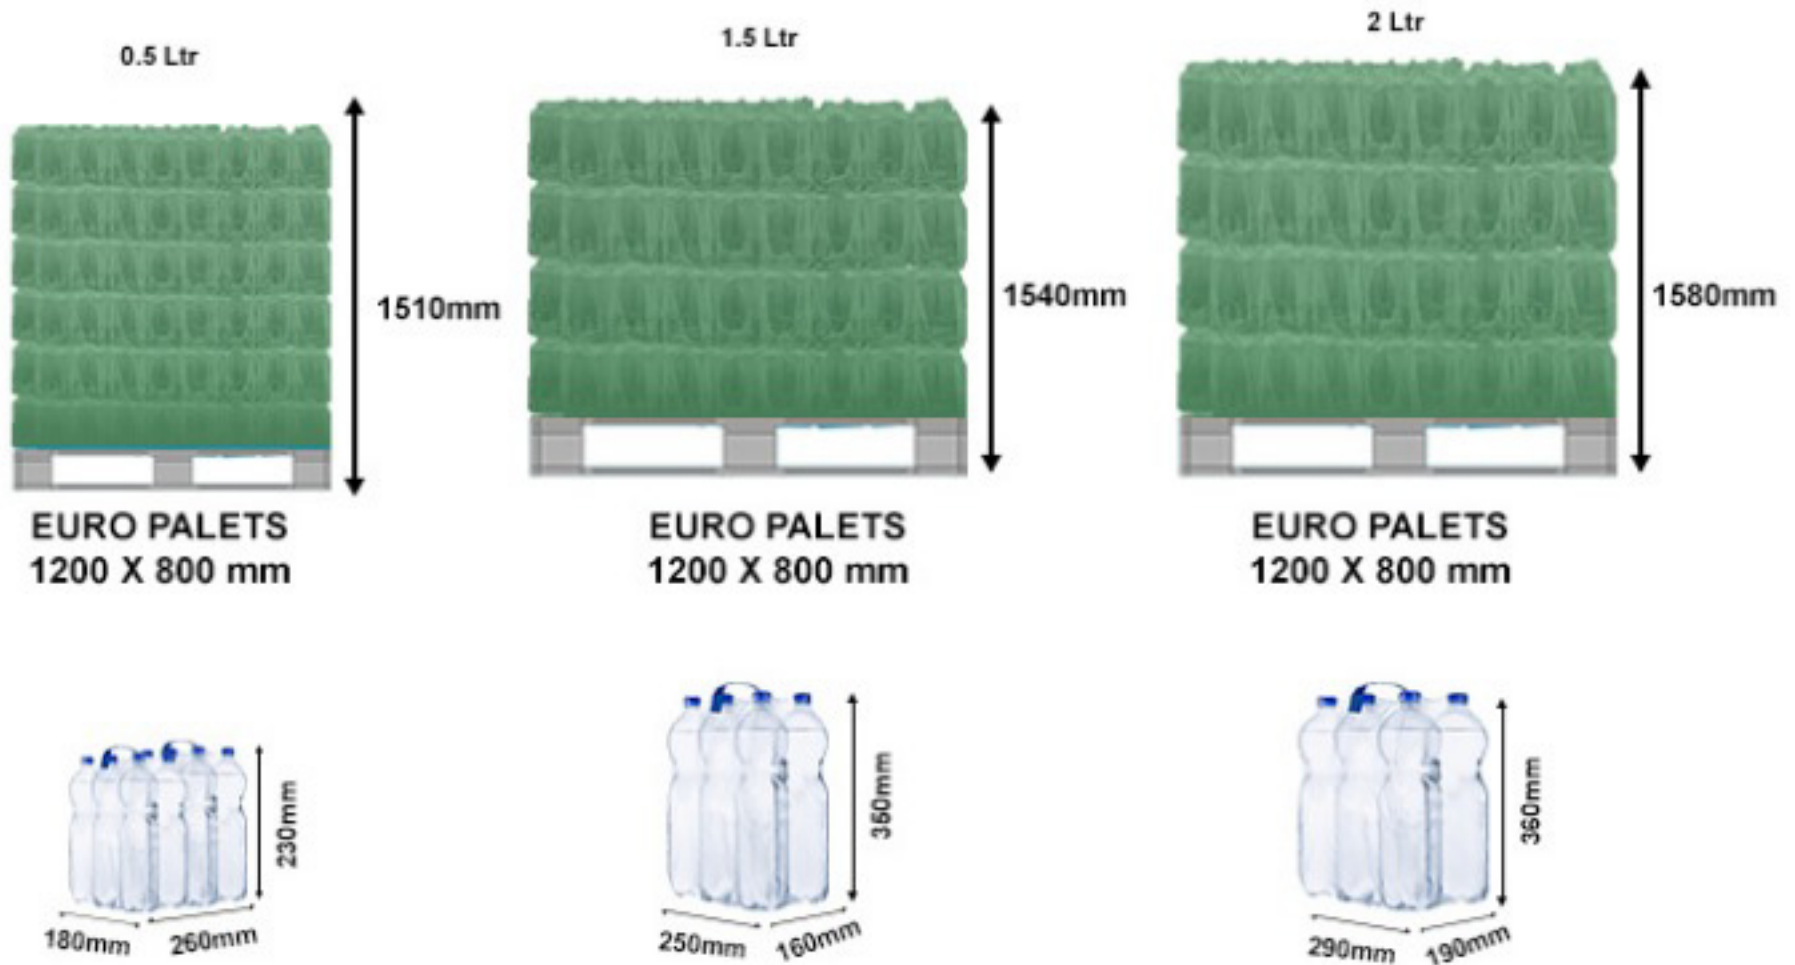 0.5 Ltr
1.5 Ltr
2 Ltr
1510mm
1540mm
1580mm
EURO PALETS
1200 X 800 mm
EURO PALETS
1200 X 800 mm
EURO PALETS
1200 X 800 mm
230mm
180mm
260mm
350mm
250mm
160mm
360mm
290mm
190mm